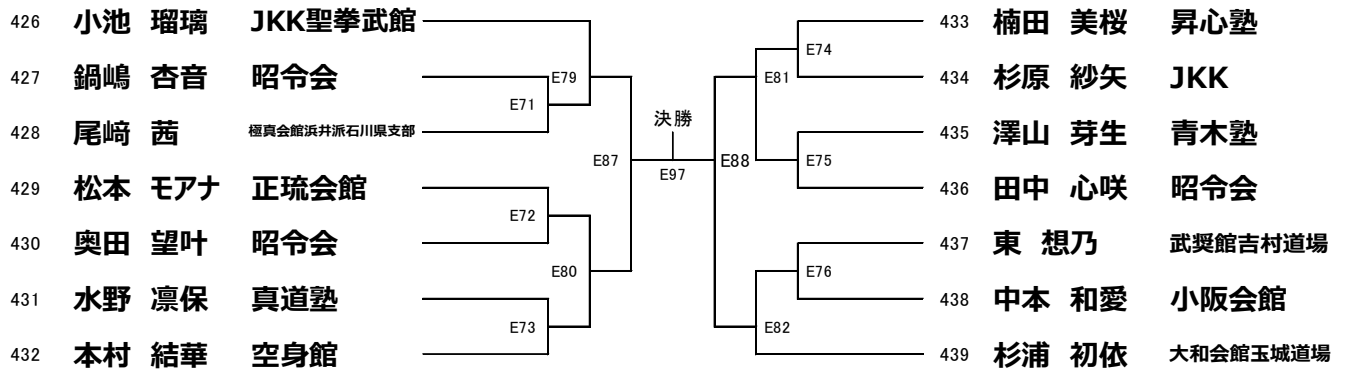 426 小池 瑠璃 JKK聖拳武館
427 鍋嶋 杏音 昭令会
428 尾﨑 茜 極真会館浜井派石川県支部
429 松本 モアナ 正琉会館
430 奥田 望叶 昭令会
431 水野 凛保 真道塾
432 本村 結華 空身館
E79
E71
E87
E72
E80
E73
決勝
E97
E88
E81
E74
E75
E76
E82
433 楠田 美桜 昇心塾
434 杉原 紗矢 JKK
435 澤山 芽生 青木塾
436 田中 心咲 昭令会
437 東 想乃 武奨館吉村道場
438 中本 和愛 小阪会館
439 杉浦 初依 大和会館玉城道場